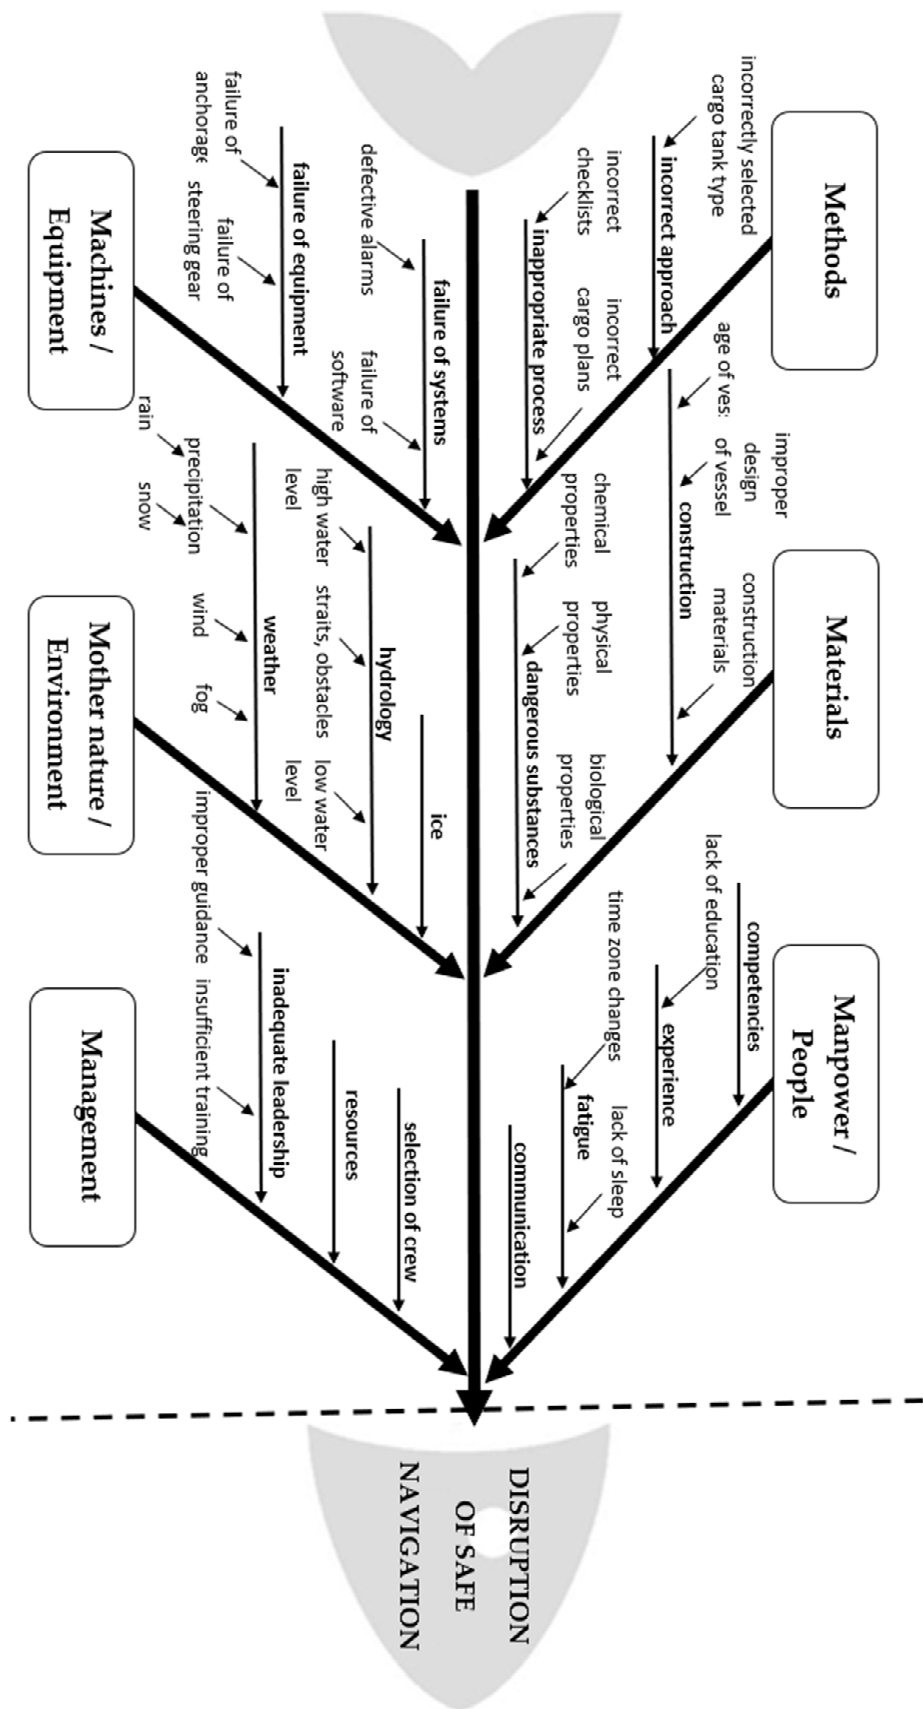 Methods
incorrectly selected
cargo tank type
incorrect approach
incorrect
checklists
incorrect
cargo plans
inappropriate process
Materials
age of ves
improper
design
of vessel
construction
materials
construction
chemical
properties
physical
properties
biological
properties
dangerous substances
Manpower /
People
competencies
lack of education
experience
time zone changes
lack of sleep
fatigue
communication
Machines /
Equipment
failure of systems
defective alarms
failure of
software
failure of equipment
failure of
anchorage
failure of
steering gear
Mother nature /
Environment
ice
hydrology
high water
level
straits, obstacles
low water
level
weather
precipitation
rain
snow
wind
fog
Management
selection of crew
resources
inadequate leadership
improper guidance
insufficient training
DISRUPTION
OF SAFE
NAVIGATION